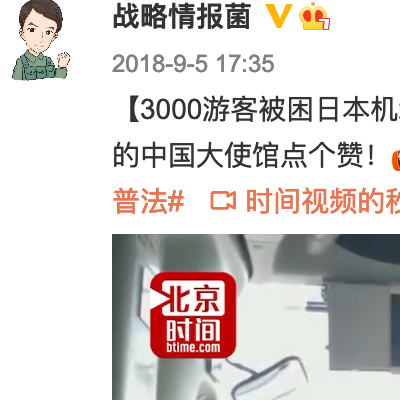 战略情报菌
2018-9-5 17:35
【3000游客被困日本机
的中国大使馆点个赞！
普法# 时间视频的秒
北京
时间
btime.com